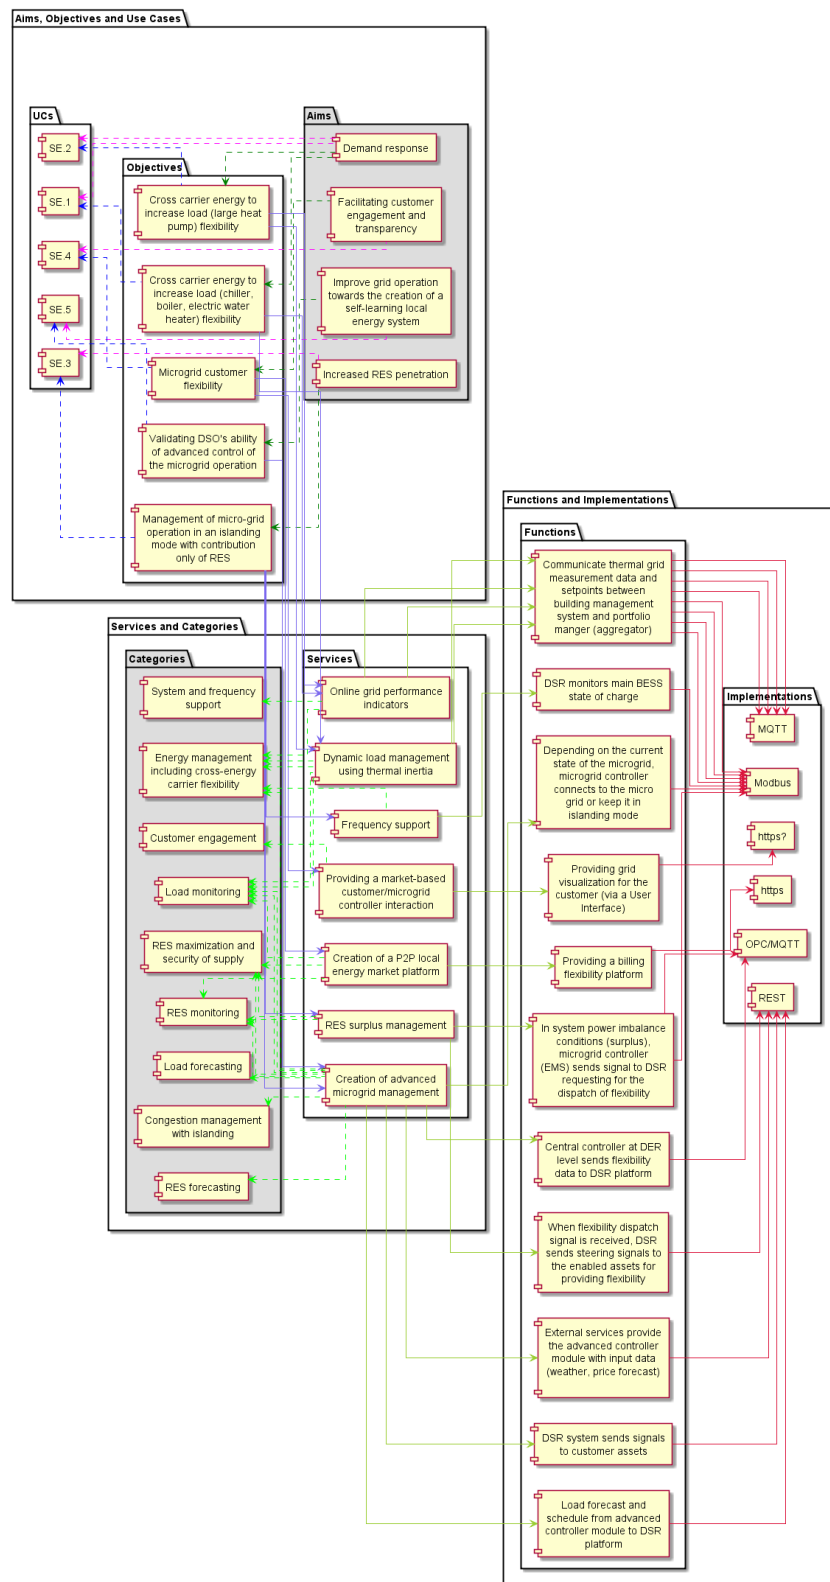 Aims, Objectives and Use Cases
UCs
SE.2
SE.1
SE.4
SE.5
SE.3
Objectives
Cross carrier energy to
increase load (large heat
pump) flexibility
Cross carrier energy to
increase load (chiller,
boiler, electric water
heater) flexibility
Microgrid customer
flexibility
Validating DSO's ability
of advanced control of
the microgrid operation
Management of micro-grid
operation in an islanding
mode with contribution
only of RES
Aims
Demand response
Facilitating customer
engagement and
transparency
Improve grid operation
towards the creation of a
self-learning local
energy system
Increased RES penetration
Services and Categories
Categories
System and frequency
support
Energy management
including cross-energy
carrier flexibility
Customer engagement
Load monitoring
RES maximization and
security of supply
RES monitoring
Load forecasting
Congestion management
with islanding
RES forecasting
Services
Online grid performance
indicators
Dynamic load management
using thermal inertia
Frequency support
Providing a market-based
customer/microgrid
controller interaction
Creation of a P2P local
energy market platform
RES surplus management
Creation of advanced
microgrid management
Functions and Implementations
Functions
Communicate thermal grid
measurement data and
setpoints between
building management
system and portfolio
manger (aggregator)
DSR monitors main BESS
state of charge
Depending on the current
state of the microgrid,
microgrid controller
connects to the micro
grid or keep it in
islanding mode
Providing grid
visualization for the
customer (via a User
Interface)
Providing a billing
flexibility platform
In system power imbalance
conditions (surplus),
microgrid controller
(EMS) sends signal to DSR
requesting for the
dispatch of flexibility
Central controller at DER
level sends flexibility
data to DSR platform
When flexibility dispatch
signal is received, DSR
sends steering signals to
the enabled assets for
providing flexibility
External services provide
the advanced controller
module with input data
(weather, price forecast)
DSR system sends signals
to customer assets
Load forecast and
schedule from advanced
controller module to DSR
platform
Implementations
MQTT
Modbus
https?
https
OPC/MQTT
REST